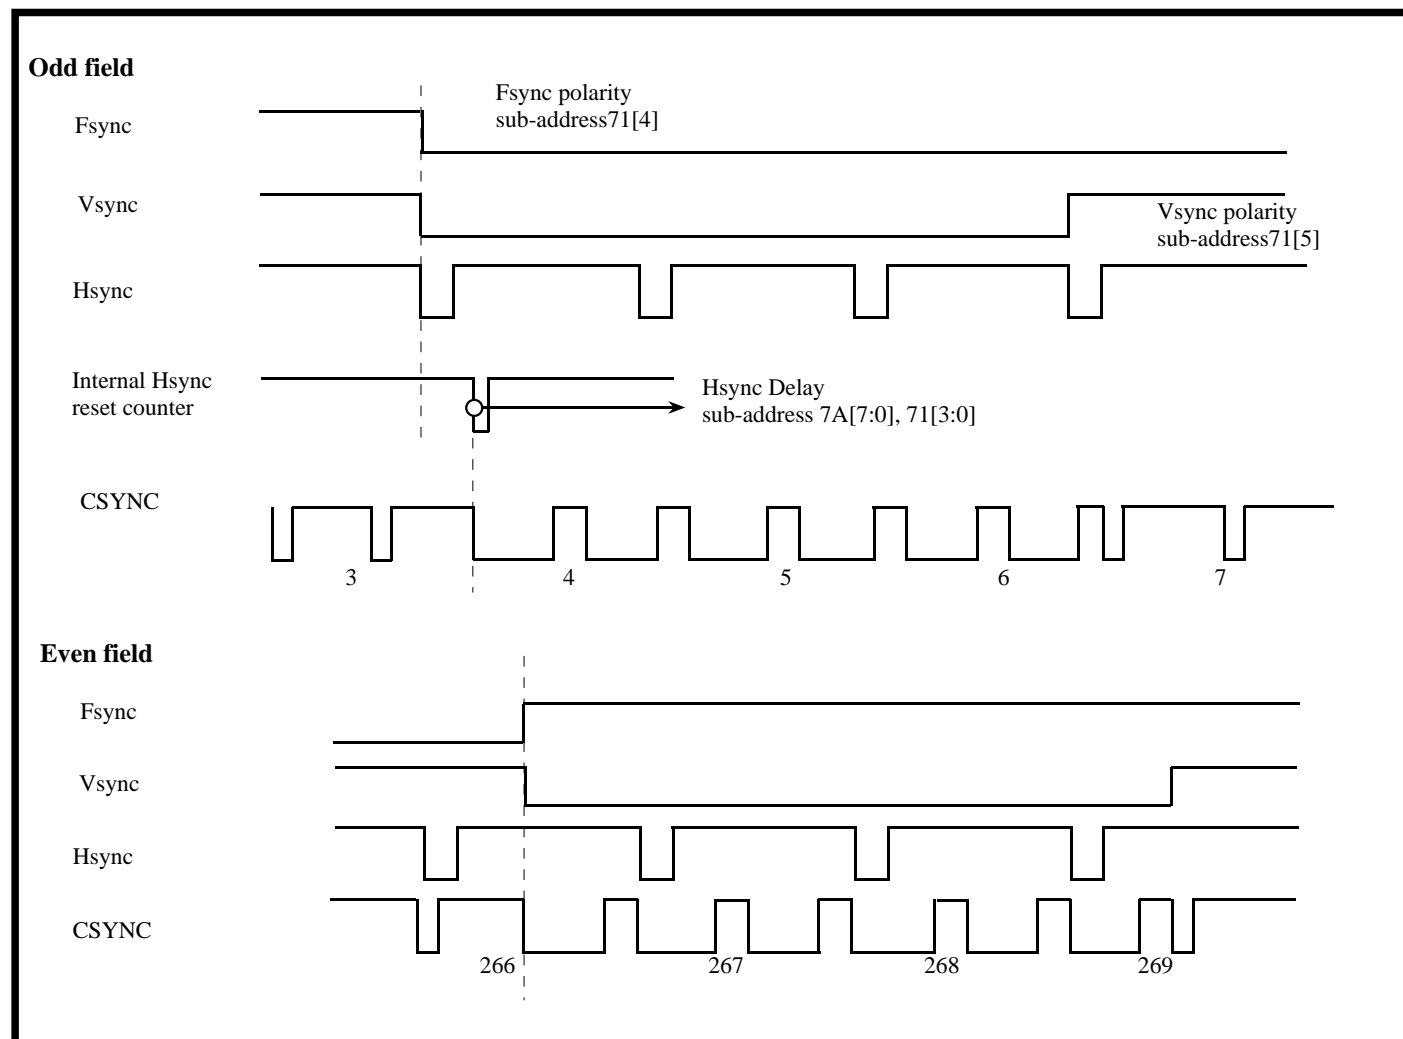 Odd field
Fsync polarity
sub-address71[4]
Fsync
Vsync
Vsync polarity
sub-address71[5]
Hsync
Internal Hsync
reset counter
Hsync Delay
sub-address 7A[7:0], 71[3:0]
CSYNC
3 4 5 6 7
Even field
Fsync
Vsync
Hsync
CSYNC
266 267 268 269